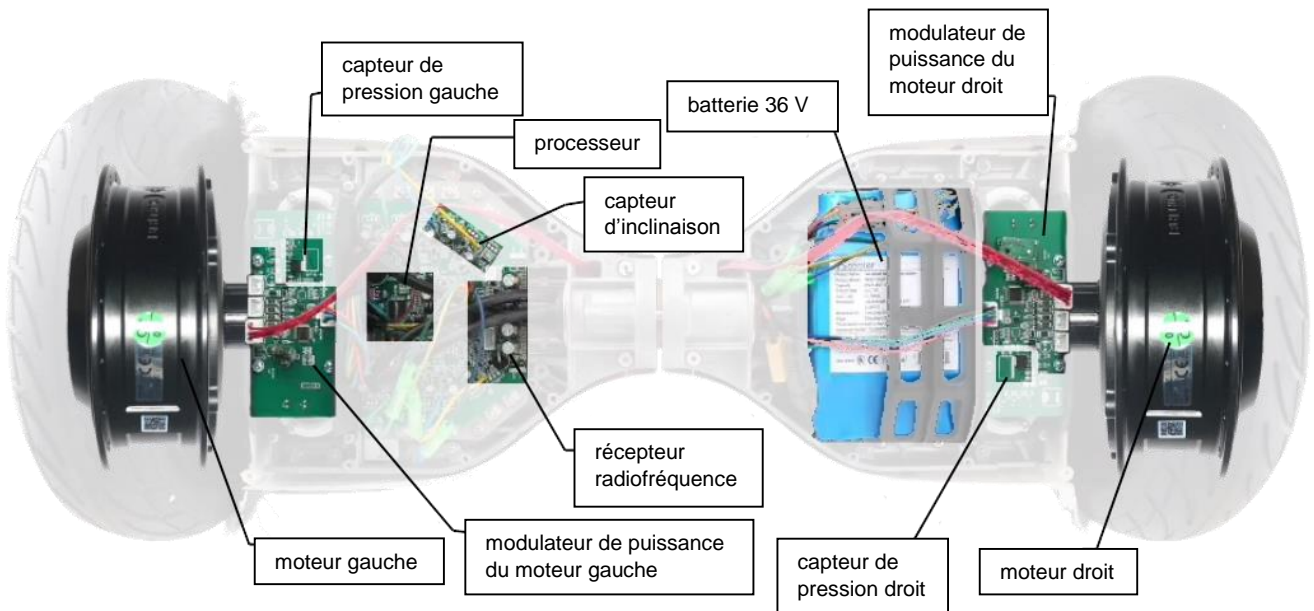 capteur de
pression gauche
modulateur de
puissance du
moteur droit
batterie 36 V
processeur
capteur
d’inclinaison
récepteur
radiofréquence
moteur gauche
modulateur de puissance
du moteur gauche
capteur de
pression droit
moteur droit